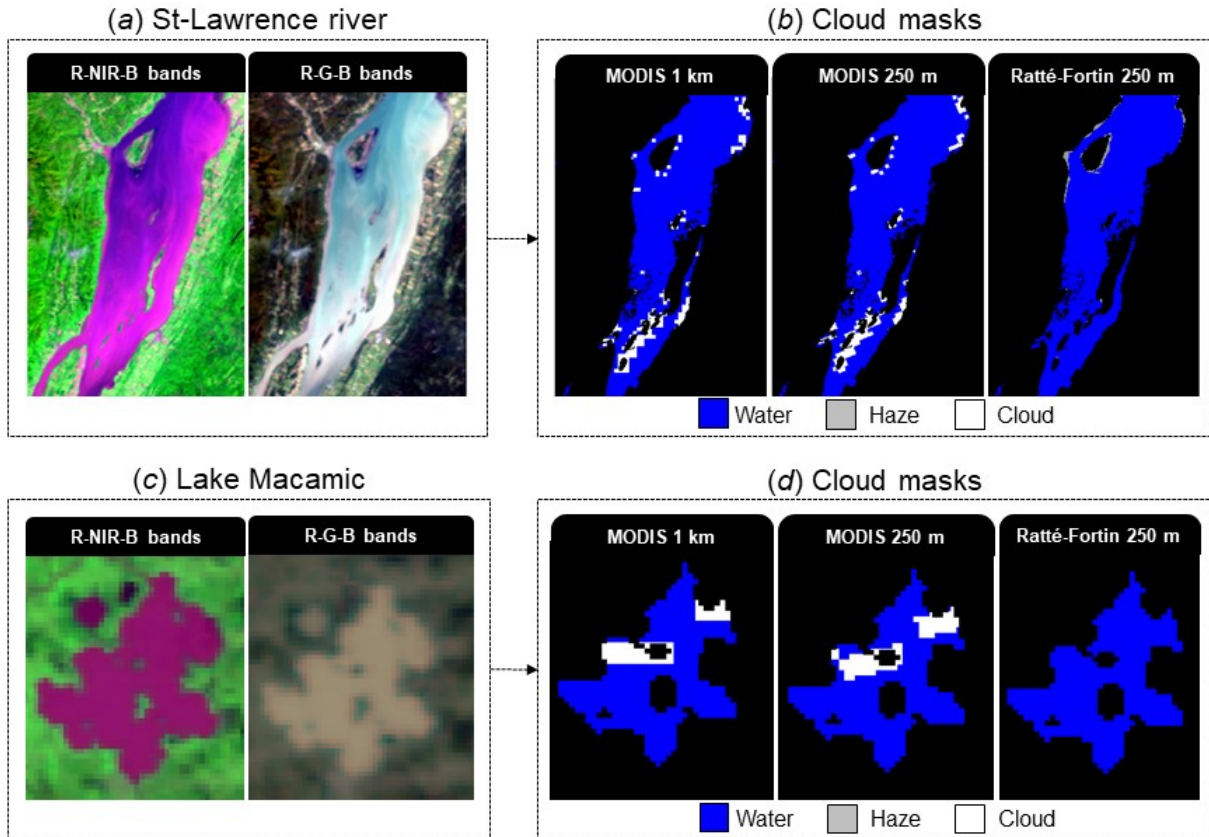 (a) St-Lawrence river
(b) Cloud masks
R-NIR-B bands
R-G-B bands
MODIS 1 km
MODIS 250 m
Ratté-Fortin 250 m
Water
Haze
Cloud
(c) Lake Macamic
(d) Cloud masks
R-NIR-B bands
R-G-B bands
MODIS 1 km
MODIS 250 m
Ratté-Fortin 250 m
Water
Haze
Cloud